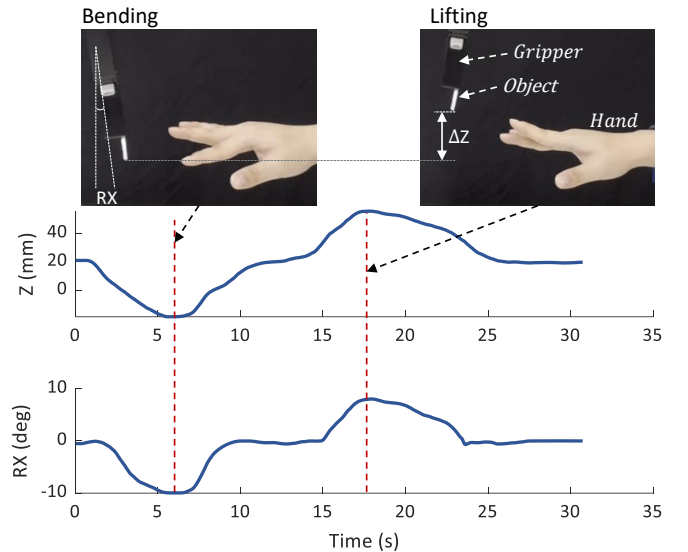 Bending
Lifting
Gripper
Object
Hand
ΔZ
RX
Z (mm)
40
20
0
0 5 10 15 20 25 30 35
RX (deg)
10
0
-10
0 5 10 15 20 25 30 35
Time (s)